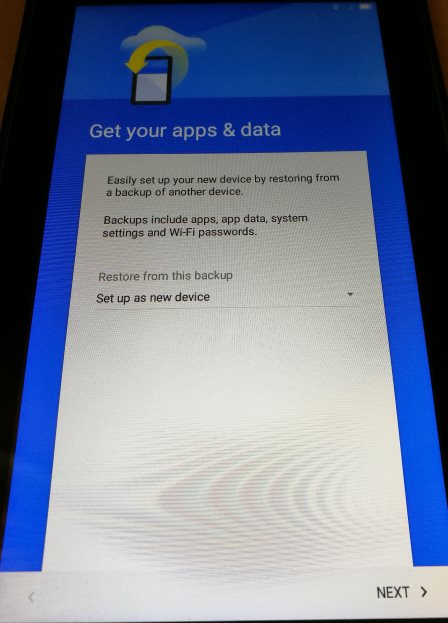 Get your apps & data
Easily set up your new device by restoring from
a backup of another device.
Backups include apps, app data, system
settings and Wi-Fi passwords.
Restore from this backup
Set up as new device
NEXT